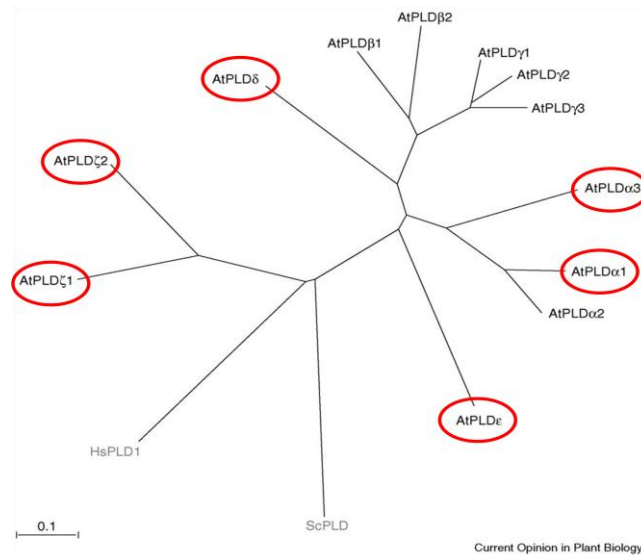 AtPLDβ2
AtPLDβ1
AtPLDγ1
AtPLDγ2
AtPLDγ3
AtPLDδ
AtPLDζ2
AtPLDα3
AtPLDζ1
AtPLDα1
AtPLDα2
AtPLDε
HsPLD1
ScPLD
0.1
Current Opinion in Plant Biology